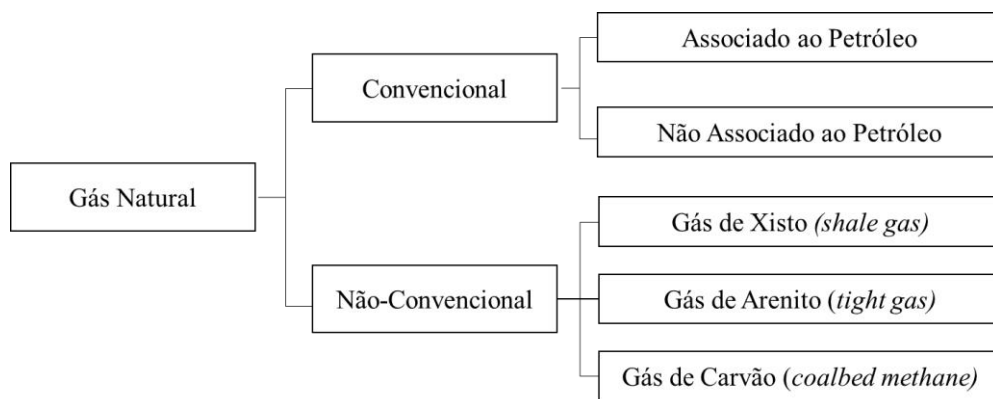 Associado ao Petróleo
Convencional
Não Associado ao Petróleo
Gás Natural
Gás de Xisto (shale gas)
Não-Convencional
Gás de Arenito (tight gas)
Gás de Carvão (coalbed methane)